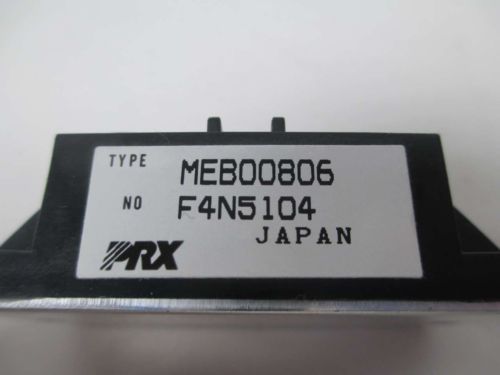 TYPE MEB00806
NO F4N5104
JAPAN
PRX